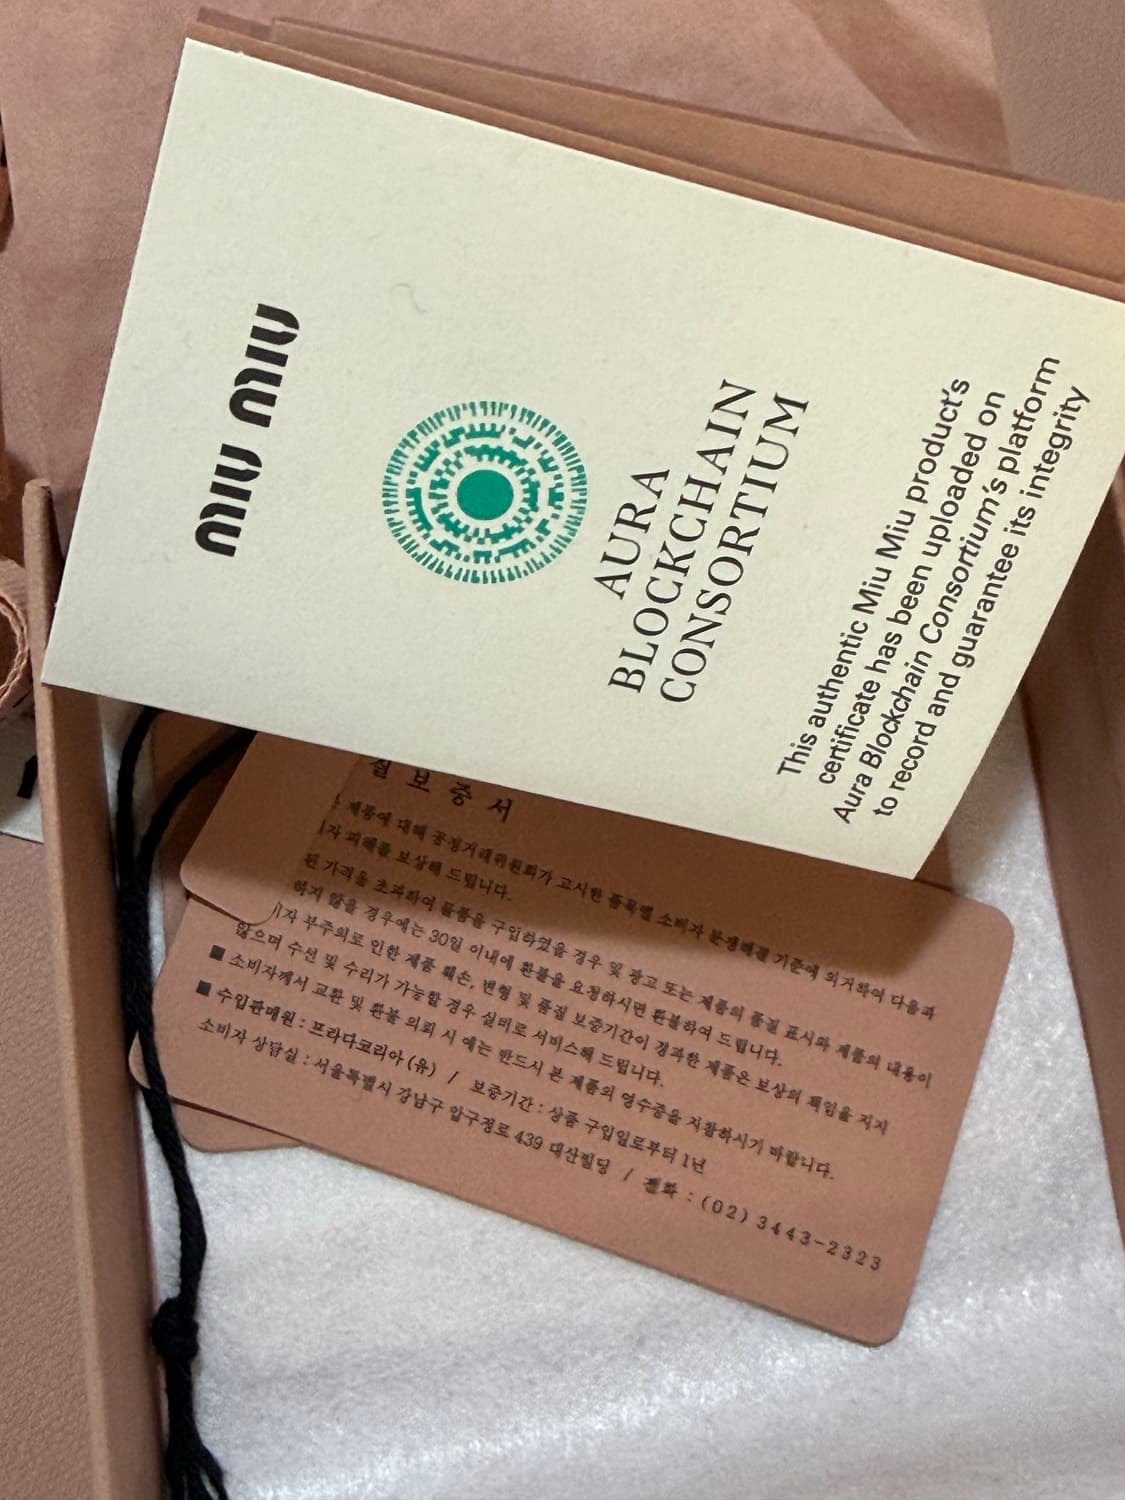 MIU MIU
AURA
BLOCKCHAIN
CONSORTIUM
This authentic Miu Miu product's
certificate has been uploaded on
Aura Blockchain Consortium's platform
to record and guarantee its integrity
보증서
제품에 대해 공정거래위원회가 고시한 품목별 소비자 분쟁해결 기준에 의거하여 다음과
자 피해를 보상해 드립니다.
된 가격을 초과하여 물품을 구입하였을 경우 및 광고 또는 제품의 품질 표시와 제품의 내용이
하지 않을 경우에는 30일 이내에 환불을 요청하시면 환불하여 드립니다.
자 부주의로 인한 제품 훼손, 변형 및 품질 보증기간이 경과한 제품은 보상의 책임을 지지
않으며 수선 및 수리가 가능할 경우 실비로 서비스해 드립니다.
■ 소비자께서 교환 및 환불 의뢰 시 에는 반드시 본 제품의 영수증을 지참하시기 바랍니다.
■ 수입판매원 : 프라다코리아(유) / 보증기간 : 상품 구입일로부터 1년
소비자 상담실 : 서울특별시 강남구 압구정로 439 대산빌딩 / 전화 : (02) 3443-2323